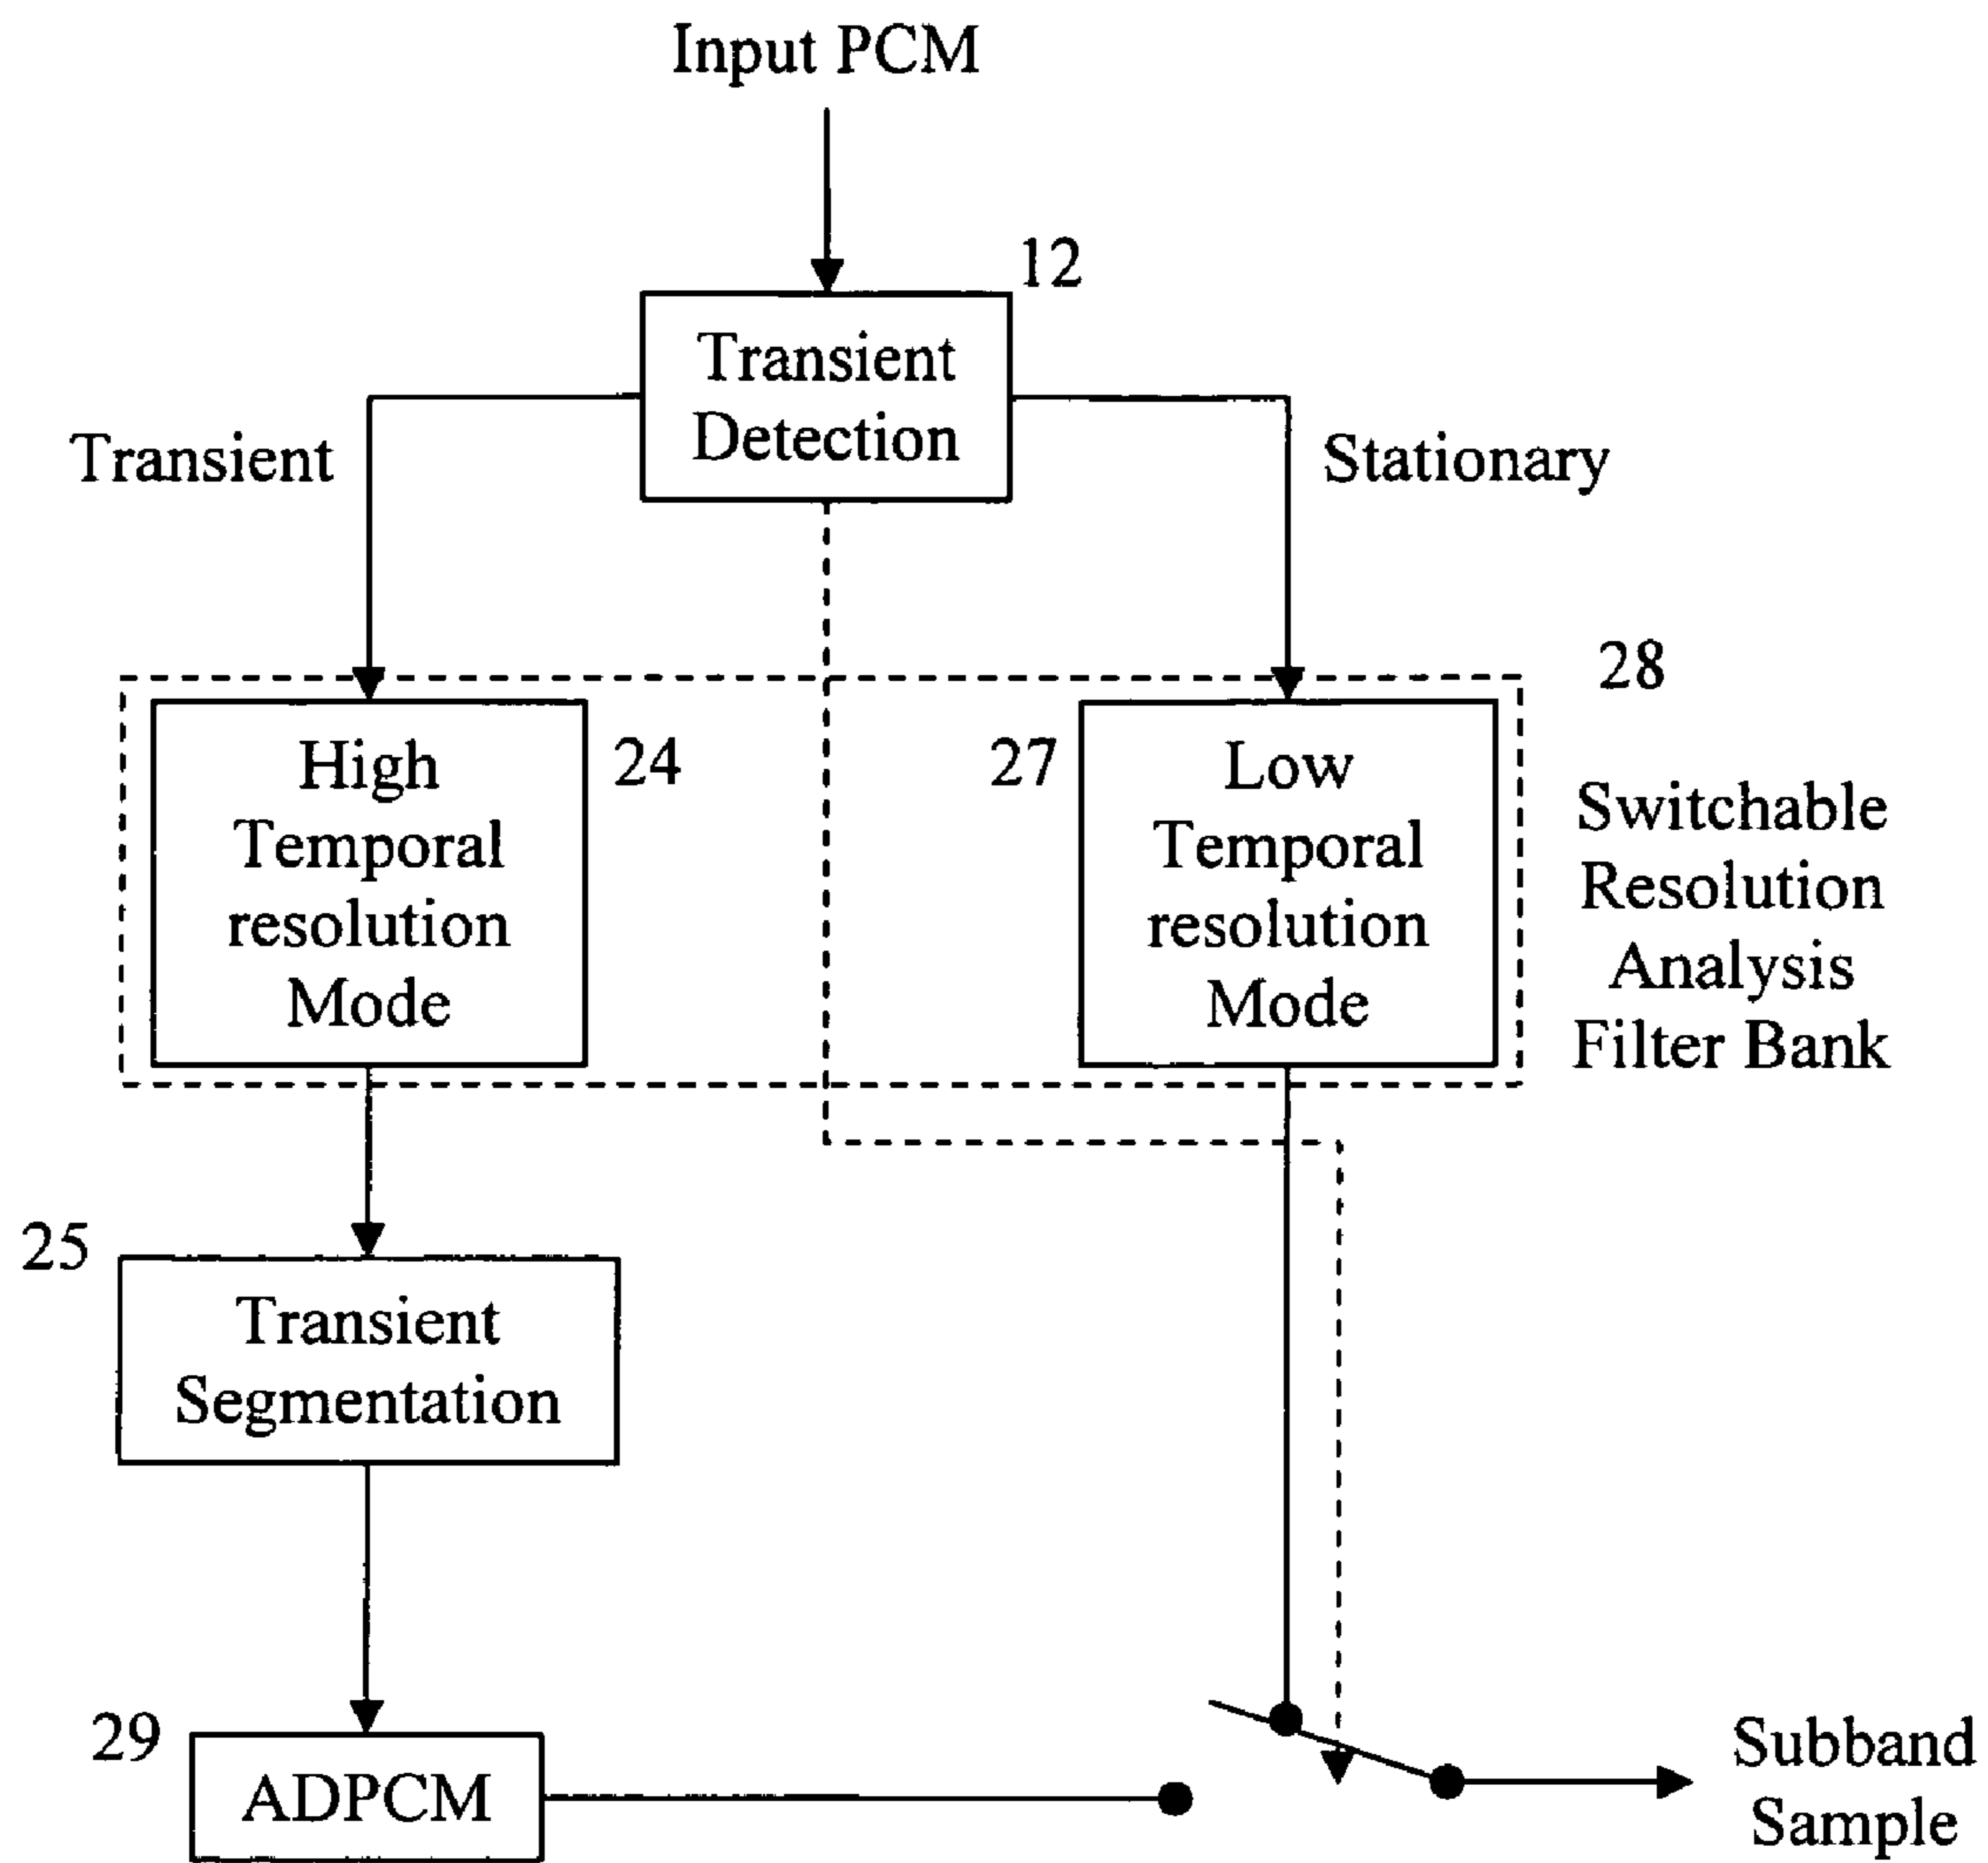 Input PCM
12
Transient
Detection
Transient
Stationary
28
High
Temporal
resolution
Mode
24
27
Low
Temporal
resolution
Mode
Switchable
Resolution
Analysis
Filter Bank
25
Transient
Segmentation
29
ADPCM
Subband
Sample